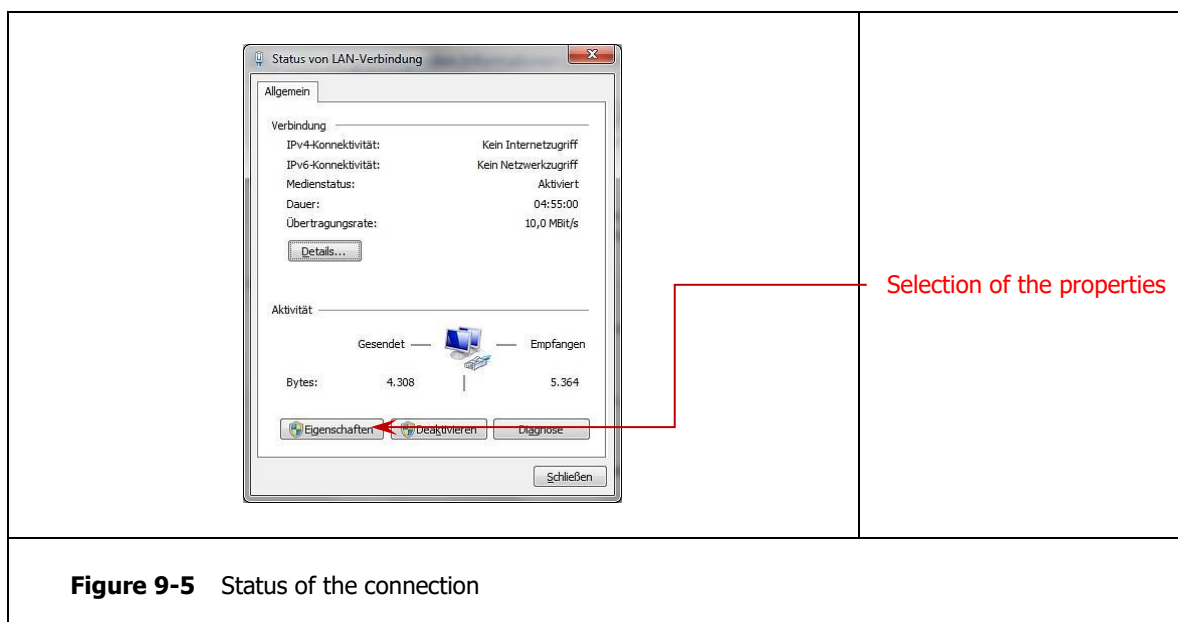 Status von LAN-Verbindung
Allgemein
Verbindung
IPv4-Konnektivität: Kein Internetzugriff
IPv6-Konnektivität: Kein Netzwerkzugriff
Medienstatus: Aktiviert
Dauer: 04:55:00
Übertragungsrate: 10,0 MBit/s
Details...
Selection of the properties
Aktivität
Gesendet — — Empfangen
Bytes: 4.308 5.364
Eigenschaften Deaktivieren Diagnose
Schließen
Figure 9-5 Status of the connection